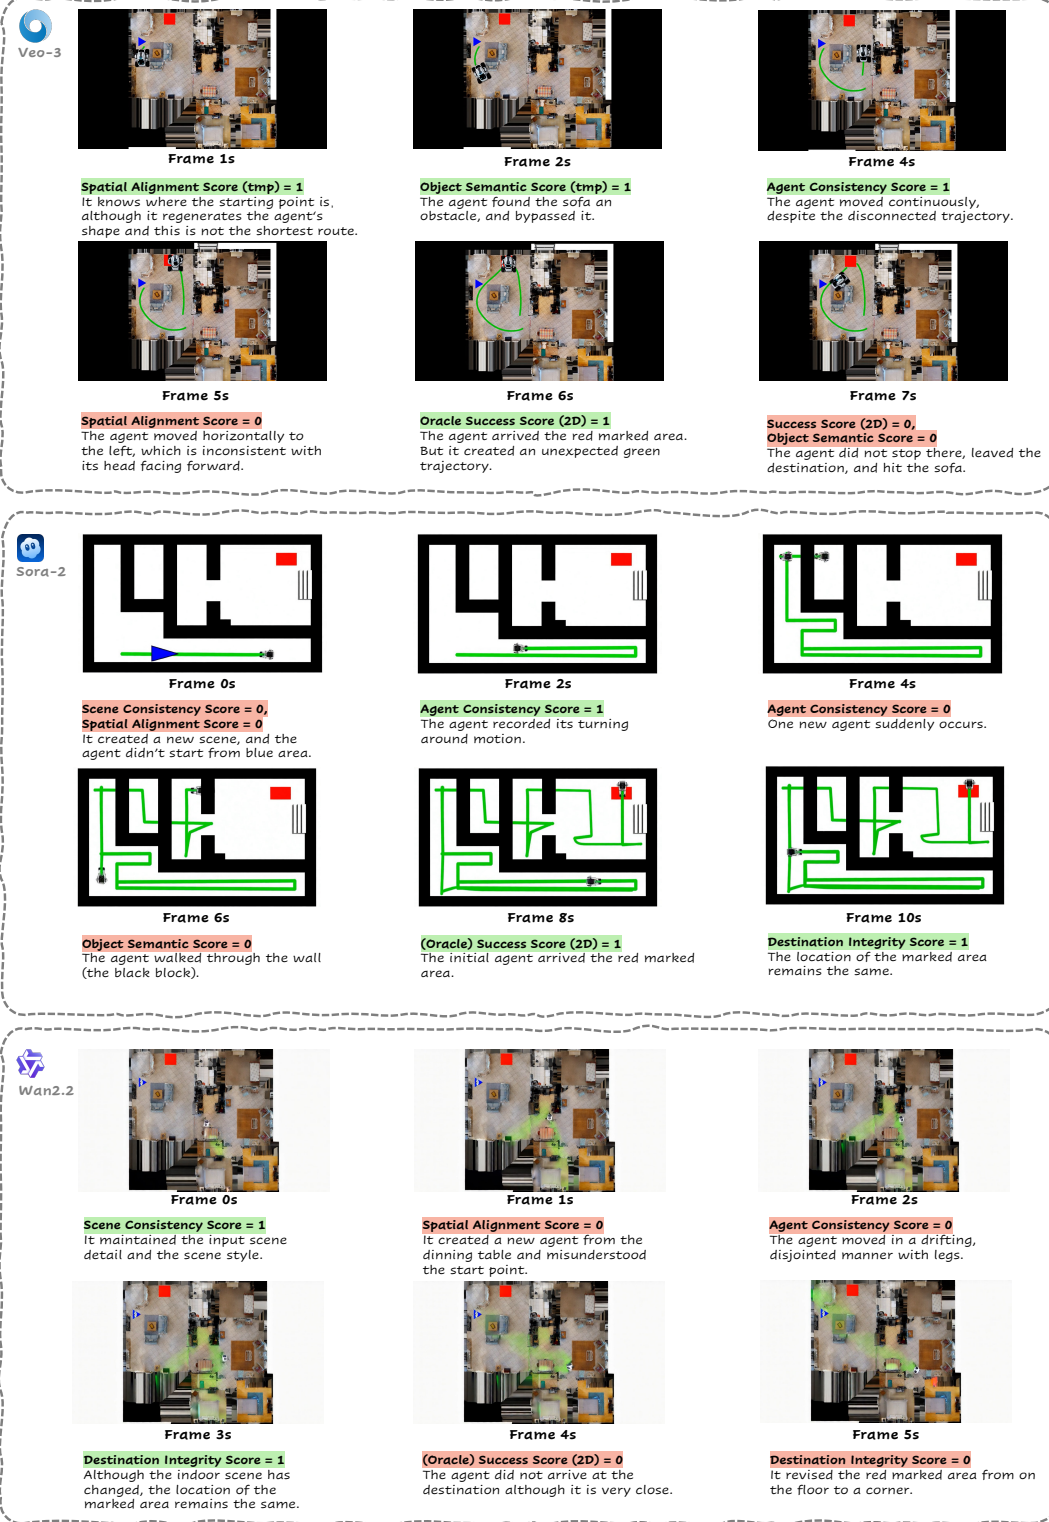 Veo-3
Frame 1s
Frame 2s
Frame 4s
Spatial Alignment Score (tmp) = 1
It knows where the starting point is,
although it regenerates the agent's
shape and this is not the shortest route.
Object Semantic Score (tmp) = 1
The agent found the sofa an
obstacle, and bypassed it.
Agent Consistency Score = 1
The agent moved continuously,
despite the disconnected trajectory.
Frame 5s
Frame 6s
Frame 7s
Spatial Alignment Score = 0
The agent moved horizontally to
the left, which is inconsistent with
its head facing forward.
Oracle Success Score (2D) = 1
The agent arrived the red marked area.
But it created an unexpected green
trajectory.
Success Score (2D) = 0,
Object Semantic Score = 0
The agent did not stop there, leaved the
destination, and hit the sofa.
Sora-2
Frame 0s
Frame 2s
Frame 4s
Scene Consistency Score = 0,
Spatial Alignment Score = 0
It created a new scene, and the
agent didn't start from blue area.
Agent Consistency Score = 1
The agent recorded its turning
around motion.
Agent Consistency Score = 0
One new agent suddenly occurs.
Frame 6s
Frame 8s
Frame 10s
Object Semantic Score = 0
The agent walked through the wall
(the black block).
(Oracle) Success Score (2D) = 1
The initial agent arrived the red marked
area.
Destination Integrity Score = 1
The location of the marked area
remains the same.
Wan2.2
Frame 0s
Frame 1s
Frame 2s
Scene Consistency Score = 1
It maintained the input scene
detail and the scene style.
Spatial Alignment Score = 0
It created a new agent from the
dinning table and misunderstood
the start point.
Agent Consistency Score = 0
The agent moved in a drifting,
disjointed manner with legs.
Frame 3s
Frame 4s
Frame 5s
Destination Integrity Score = 1
Although the indoor scene has
changed, the location of the
marked area remains the same.
(Oracle) Success Score (2D) = 0
The agent did not arrive at the
destination although it is very close.
Destination Integrity Score = 0
It revised the red marked area from on
the floor to a corner.